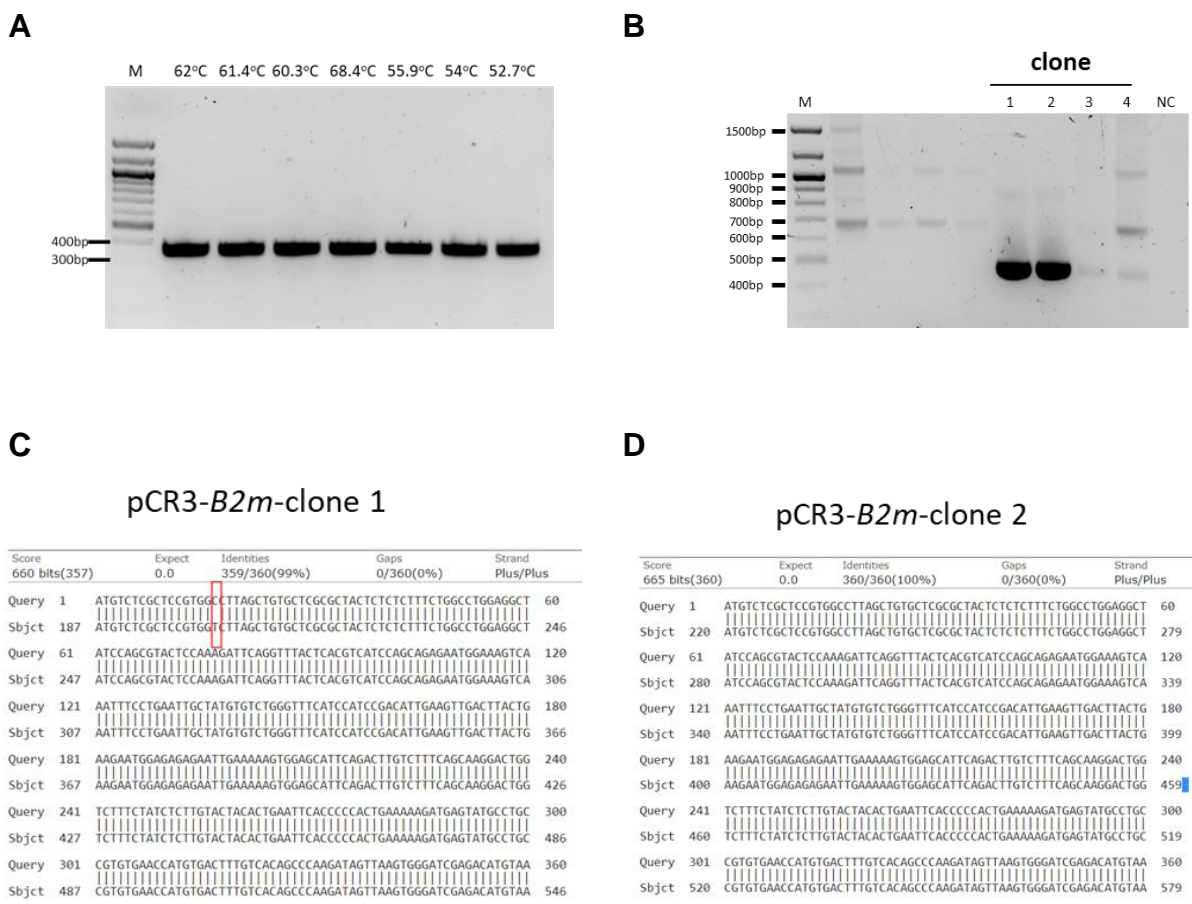 A
M 62°C 61.4°C 60.3°C 68.4°C 55.9°C 54°C 52.7°C
400bp
300bp
B
clone
M 1 2 3 4 NC
1500bp
1000bp
900bp
800bp
700bp
600bp
500bp
400bp
C
pCR3-B2m-clone 1
Score Expect Identities Gaps Strand
660 bits(357) 0.0 359/360(99%) 0/360(0%) Plus/Plus
Query 1 ATGTCTCGCTCCGTGGCCTTAGCTGTGCTCGCGCTACTCTCTCTTTCTGGCCTGGAGGCT 60
Sbjct 187 ATGTCTCGCTCCGTGGTCTTAGCTGTGCTCGCGCTACTCTCTCTTTCTGGCCTGGAGGCT 246
Query 61 ATCCAGCGTACTCCAAAGATTCAGGTTTACTCACGTCATCCAGCAGAGAATGGAAAGTCA 120
Sbjct 247 ATCCAGCGTACTCCAAAGATTCAGGTTTACTCACGTCATCCAGCAGAGAATGGAAAGTCA 306
Query 121 AATTTCCTGAATTGCTATGTGTCTGGGTTTCATCCATCCGACATTGAAGTTGACTTACTG 180
Sbjct 307 AATTTCCTGAATTGCTATGTGTCTGGGTTTCATCCATCCGACATTGAAGTTGACTTACTG 366
Query 181 AAGAATGGAGAGAGAATTGAAAAAGTGGAGCATTCAGACTTGTCTTTCAGCAAGGACTGG 240
Sbjct 367 AAGAATGGAGAGAGAATTGAAAAAGTGGAGCATTCAGACTTGTCTTTCAGCAAGGACTGG 426
Query 241 TCTTTCTATCTCTTGTACTACACTGAATTCACCCCCACTGAAAAAGATGAGTATGCCTGC 300
Sbjct 427 TCTTTCTATCTCTTGTACTACACTGAATTCACCCCCACTGAAAAAGATGAGTATGCCTGC 486
Query 301 CGTGTGAACCATGTGACTTTGTCACAGCCCAAGATAGTTAAGTGGGATCGAGACATGTAA 360
Sbjct 487 CGTGTGAACCATGTGACTTTGTCACAGCCCAAGATAGTTAAGTGGGATCGAGACATGTAA 546
D
pCR3-B2m-clone 2
Score Expect Identities Gaps Strand
665 bits(360) 0.0 360/360(100%) 0/360(0%) Plus/Plus
Query 1 ATGTCTCGCTCCGTGGCCTTAGCTGTGCTCGCGCTACTCTCTCTTTCTGGCCTGGAGGCT 60
Sbjct 220 ATGTCTCGCTCCGTGGCCTTAGCTGTGCTCGCGCTACTCTCTCTTTCTGGCCTGGAGGCT 279
Query 61 ATCCAGCGTACTCCAAAGATTCAGGTTTACTCACGTCATCCAGCAGAGAATGGAAAGTCA 120
Sbjct 280 ATCCAGCGTACTCCAAAGATTCAGGTTTACTCACGTCATCCAGCAGAGAATGGAAAGTCA 339
Query 121 AATTTCCTGAATTGCTATGTGTCTGGGTTTCATCCATCCGACATTGAAGTTGACTTACTG 180
Sbjct 340 AATTTCCTGAATTGCTATGTGTCTGGGTTTCATCCATCCGACATTGAAGTTGACTTACTG 399
Query 181 AAGAATGGAGAGAGAATTGAAAAAGTGGAGCATTCAGACTTGTCTTTCAGCAAGGACTGG 240
Sbjct 400 AAGAATGGAGAGAGAATTGAAAAAGTGGAGCATTCAGACTTGTCTTTCAGCAAGGACTGG 459
Query 241 TCTTTCTATCTCTTGTACTACACTGAATTCACCCCCACTGAAAAAGATGAGTATGCCTGC 300
Sbjct 460 TCTTTCTATCTCTTGTACTACACTGAATTCACCCCCACTGAAAAAGATGAGTATGCCTGC 519
Query 301 CGTGTGAACCATGTGACTTTGTCACAGCCCAAGATAGTTAAGTGGGATCGAGACATGTAA 360
Sbjct 520 CGTGTGAACCATGTGACTTTGTCACAGCCCAAGATAGTTAAGTGGGATCGAGACATGTAA 579